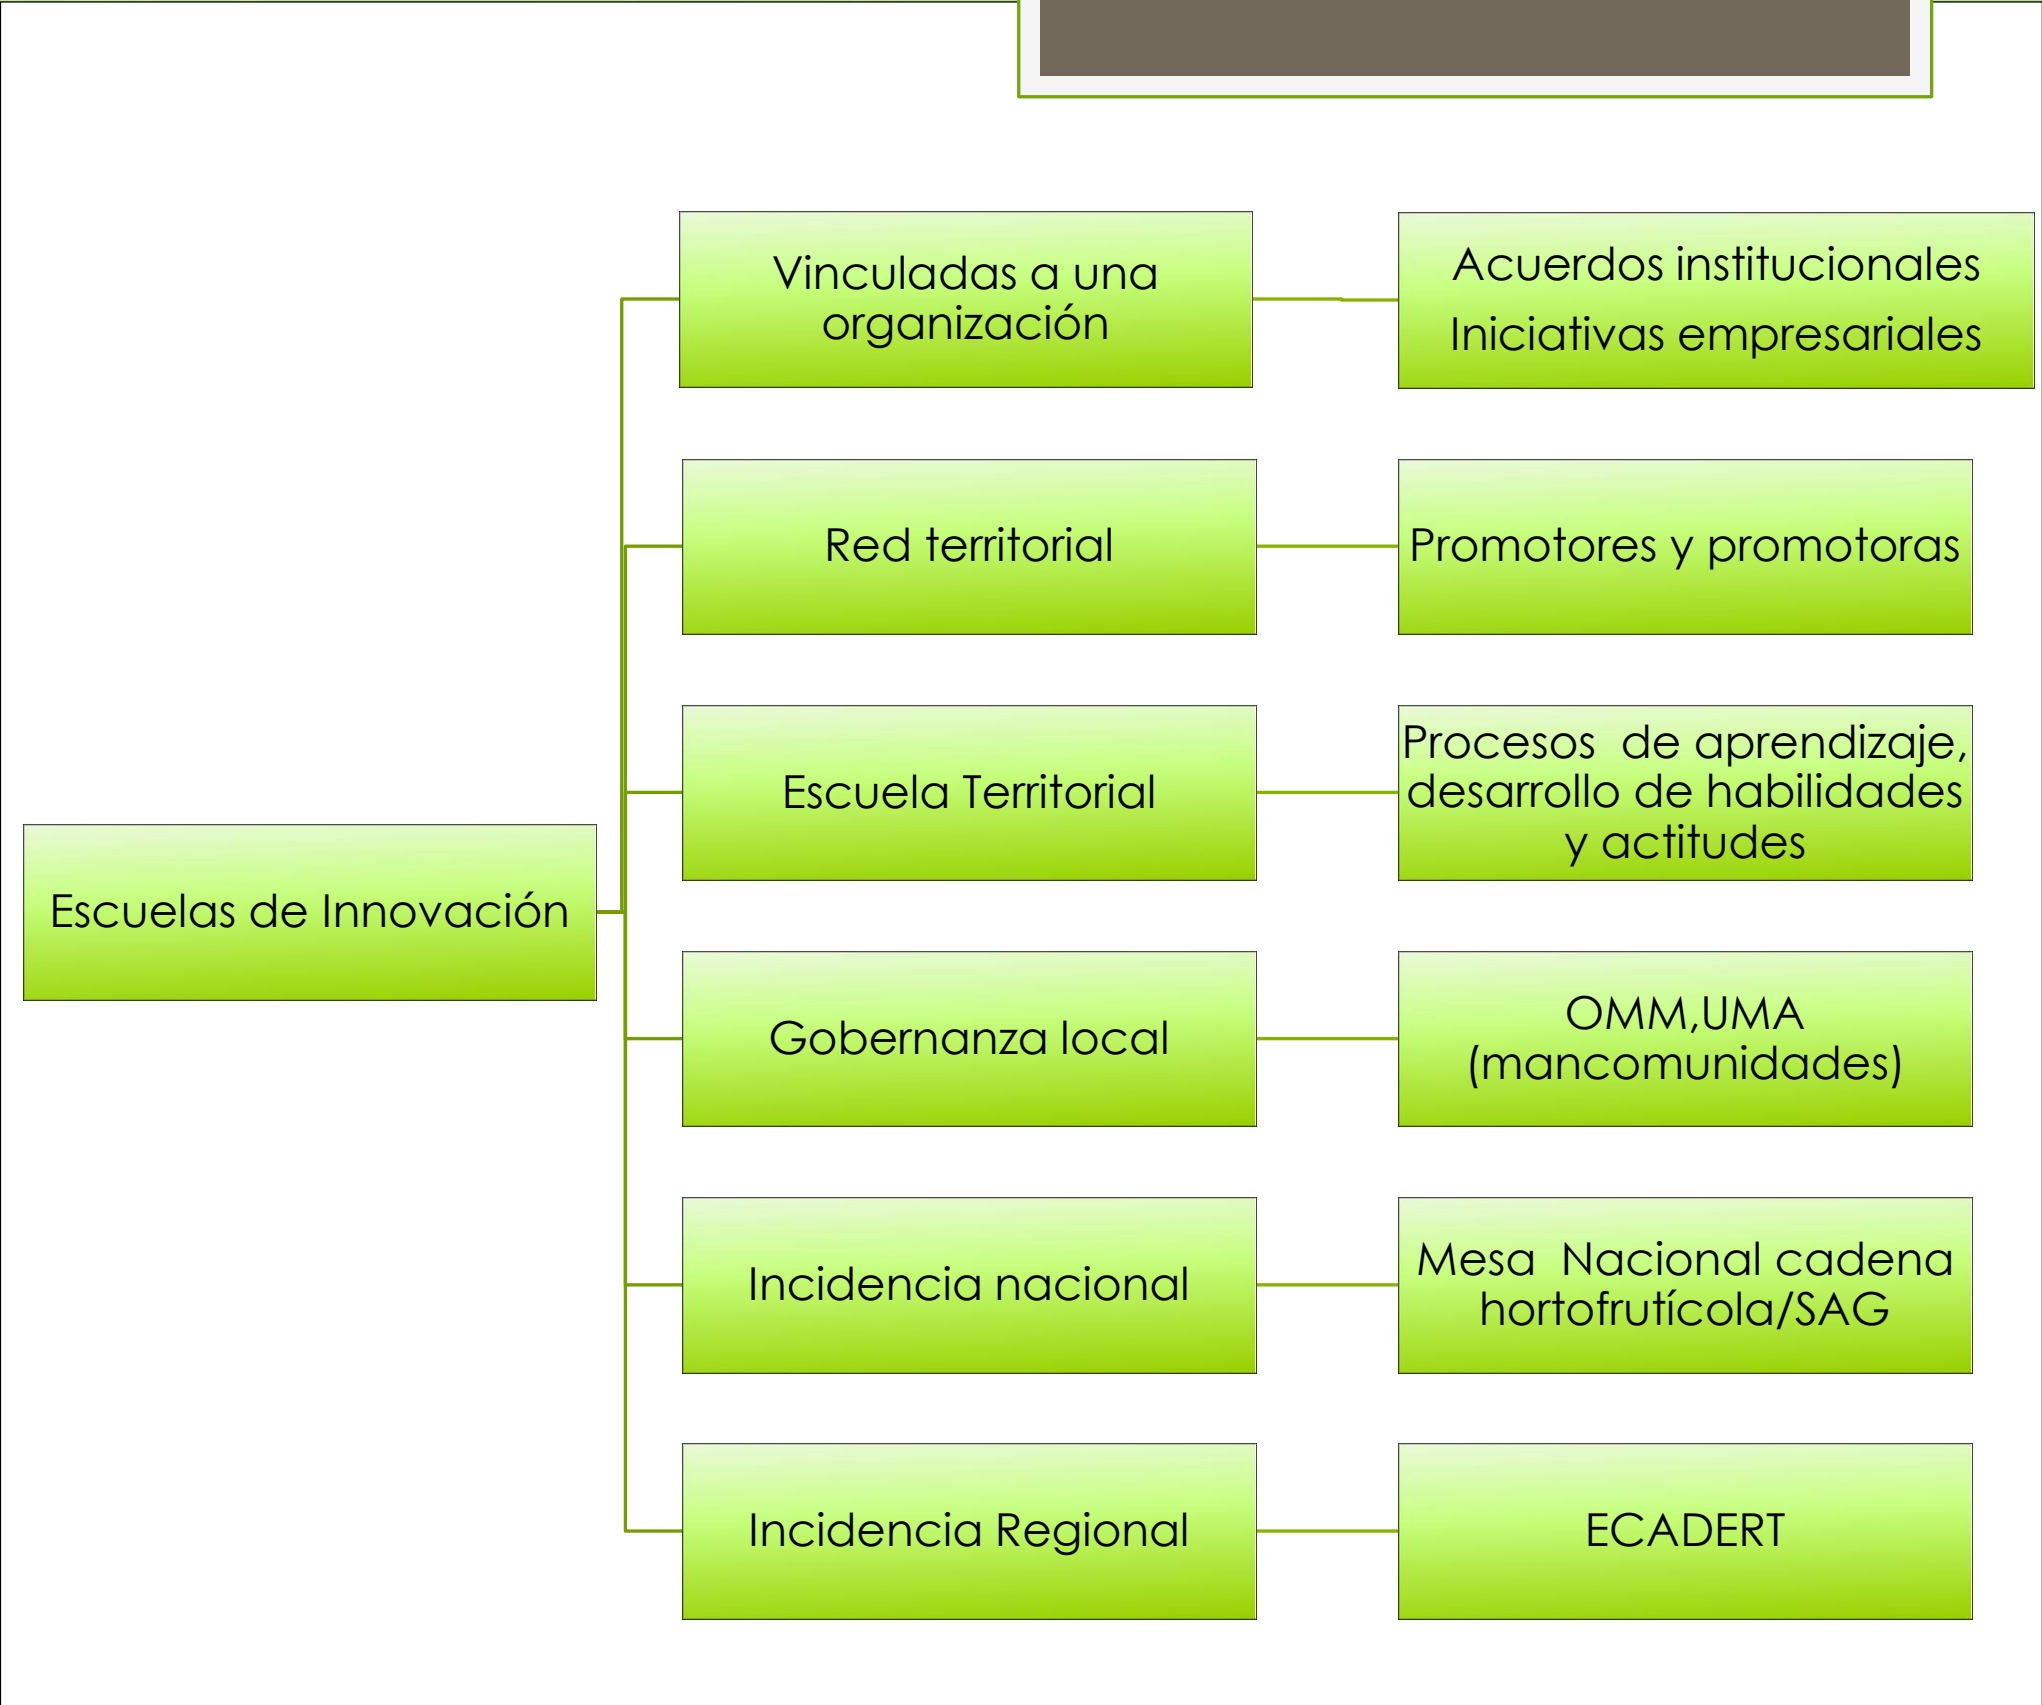 Vinculadas a una
organización
Acuerdos institucionales
Iniciativas empresariales
Red territorial
Promotores y promotoras
Escuela Territorial
Procesos  de aprendizaje,
desarrollo de habilidades
y actitudes
Escuelas de Innovación
Gobernanza local
OMM,UMA
(mancomunidades)
Incidencia nacional
Mesa  Nacional cadena
hortofrutícola/SAG
Incidencia Regional
ECADERT